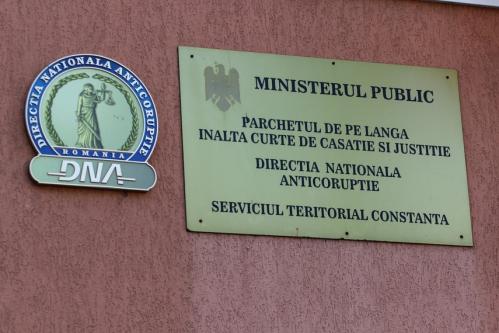 DIRECTIA NATIONALA ANTICORUPTIE
ROMANIA
DNA
MINISTERUL PUBLIC
PARCHETUL DE PE LANGA
INALTA CURTE DE CASATIE SI JUSTITIE
DIRECTIA NATIONALA
ANTICORUPTIE
SERVICIUL TERITORIAL CONSTANTA